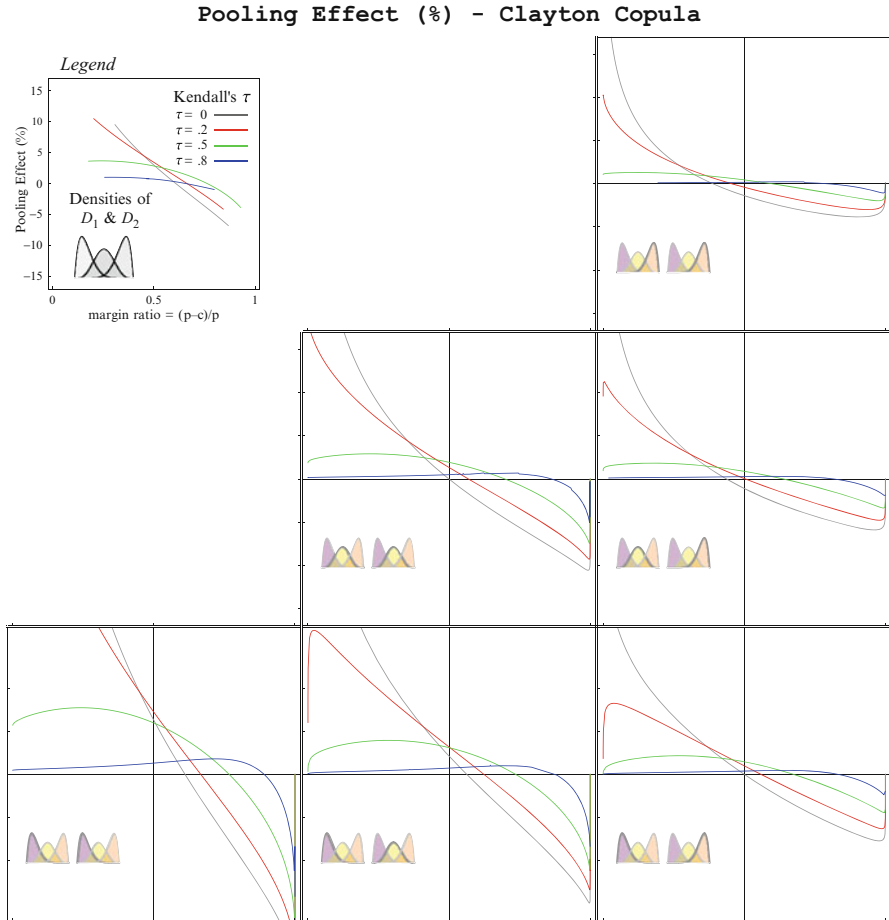 Pooling Effect (%) - Clayton Copula
Legend
15
10
5
0
−5
−10
−15
Pooling Effect (%)
Kendall's τ
τ = 0
τ = .2
τ = .5
τ = .8
Densities of
D1 & D2
0
0.5
1
margin ratio = (p–c)/p